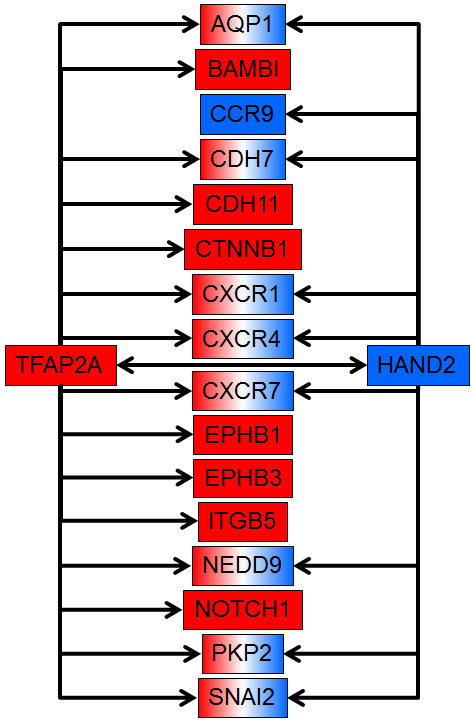 AQP1
BAMBI
CCR9
CDH7
CDH11
CTNNB1
CXCR1
CXCR4
TFAP2A
HAND2
CXCR7
EPHB1
EPHB3
ITGB5
NEDD9
NOTCH1
PKP2
SNAI2